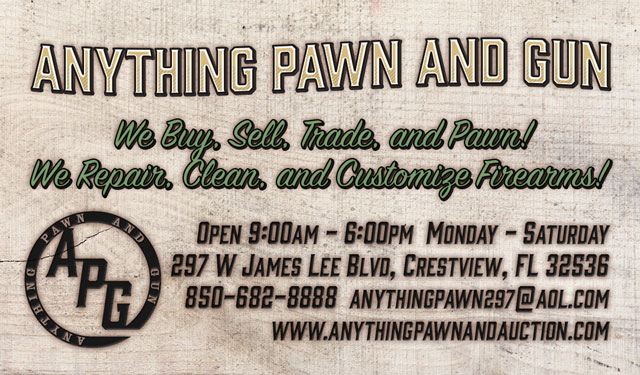 ANYTHING PAWN AND GUN
We Buy, Sell, Trade, and Pawn!
We Repair, Clean, and Customize Firearms!
OPEN 9:00AM - 6:00PM MONDAY - SATURDAY
297 W JAMES LEE BLVD, CRESTVIEW, FL 32536
850-682-8888 ANYTHINGPAWN297@AOL.COM
WWW.ANYTHINGPAWNANDAUCTION.COM
ANYTHING PAWN AND GUN
APG